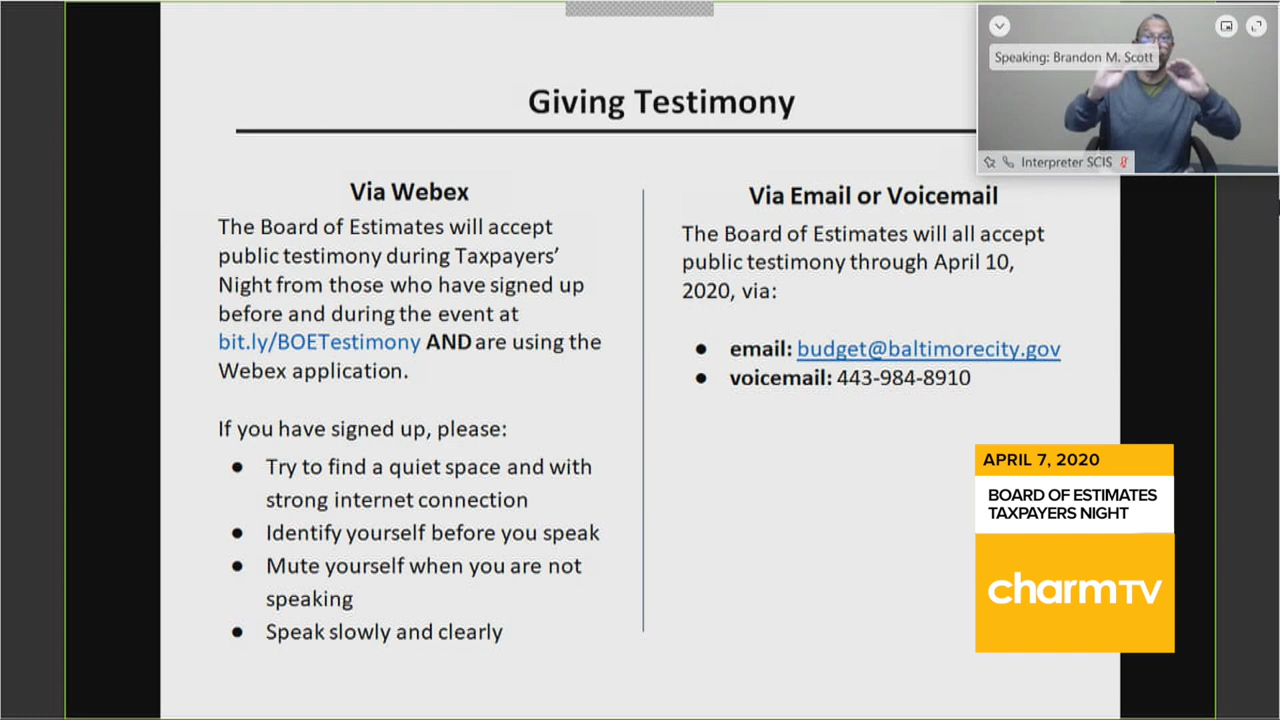 Giving Testimony
Speaking: Brandon M. Scott
Interpreter SCIS
Via Webex
The Board of Estimates will accept
public testimony during Taxpayers’
Night from those who have signed up
before and during the event at
bit.ly/BOETestimony AND are using the
Webex application.
If you have signed up, please:
● Try to find a quiet space and with
strong internet connection
● Identify yourself before you speak
● Mute yourself when you are not
speaking
● Speak slowly and clearly
Via Email or Voicemail
The Board of Estimates will all accept
public testimony through April 10,
2020, via:
● email: budget@baltimorecity.gov
● voicemail: 443-984-8910
APRIL 7, 2020
BOARD OF ESTIMATES
TAXPAYERS NIGHT
charmTV